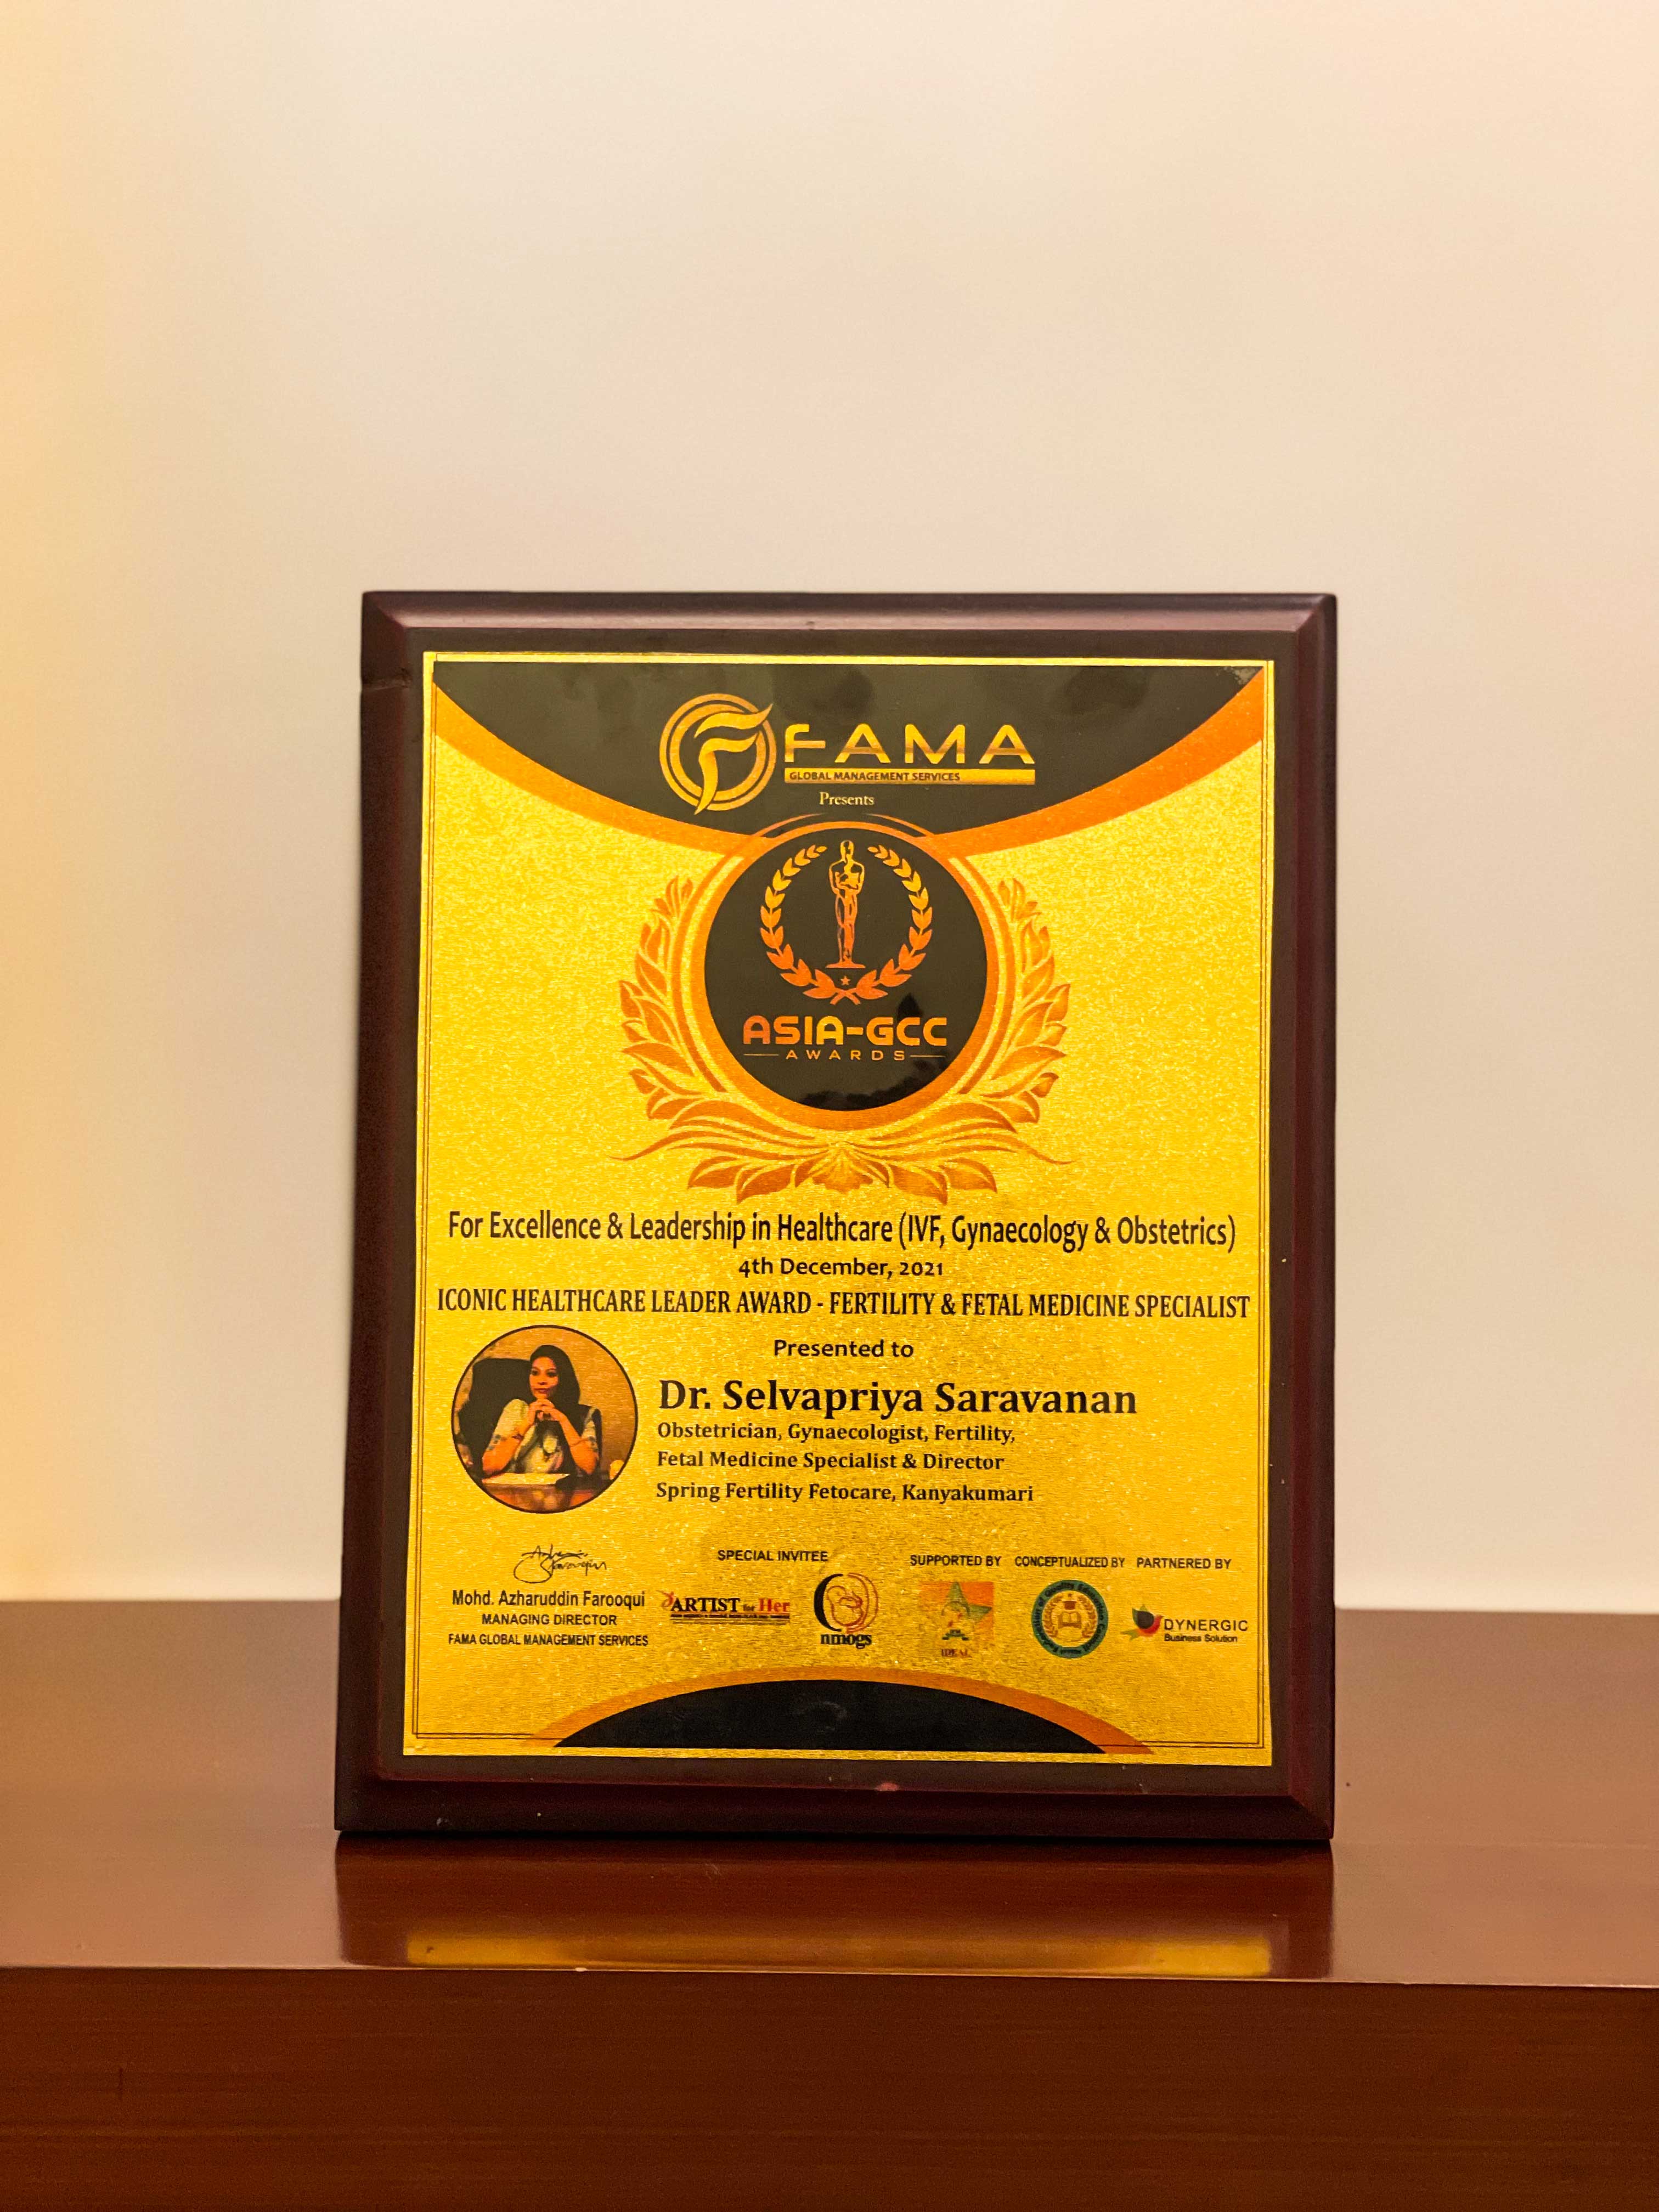 FAMA
GLOBAL MANAGEMENT SERVICES
Presents
ASIA-GCC
AWARDS
For Excellence & Leadership in Healthcare (IVF, Gynaecology & Obstetrics)
4th December, 2021
ICONIC HEALTHCARE LEADER AWARD - FERTILITY & FETAL MEDICINE SPECIALIST
Presented to
Dr. Selvapriya Saravanan
Obstetrician, Gynaecologist, Fertility,
Fetal Medicine Specialist & Director
Spring Fertility Fetocare, Kanyakumari
Mohd. Azharuddin Farooqui
MANAGING DIRECTOR
FAMA GLOBAL MANAGEMENT SERVICES
SPECIAL INVITEE
ARTIST for Her
nmogs
SUPPORTED BY
IDEAL
CONCEPTUALIZED BY
PARTNERED BY
DYNERGIC
Business Solution